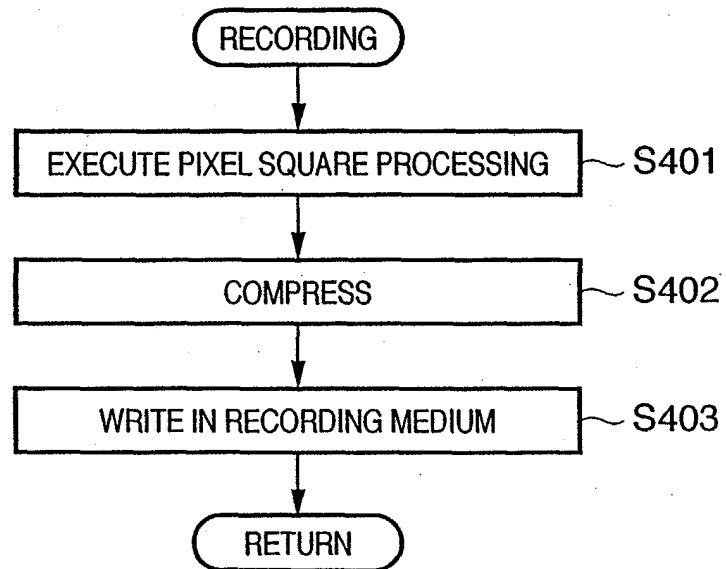 RECORDING
EXECUTE PIXEL SQUARE PROCESSING
S401
COMPRESS
S402
WRITE IN RECORDING MEDIUM
S403
RETURN